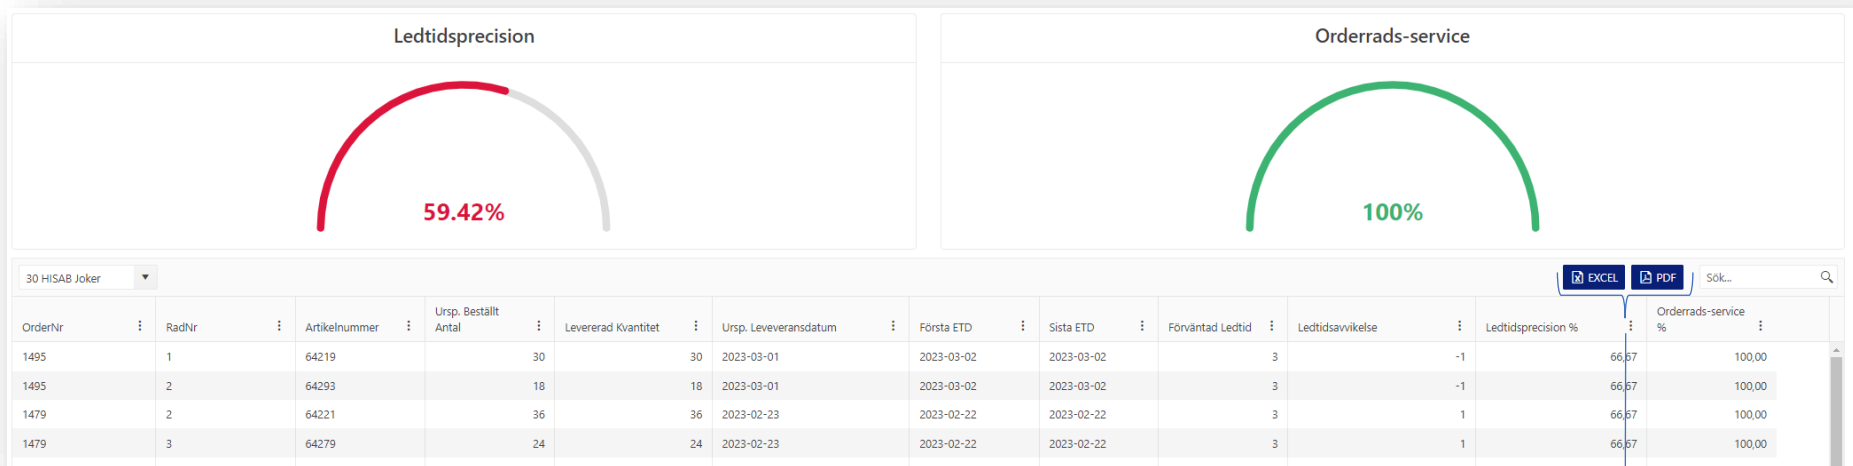 Ledtidsprecision
Orderrads-service
59.42%
100%
30 HISAB Joker
EXCEL PDF Sök...
OrderNr RadNr Artikelnummer Ursp. Beställt Antal Levererad Kvantitet Ursp. Leveveransdatum Första ETD Sista ETD Förväntad Ledtid Ledtidsavvikelse Ledtidsprecision % Orderrads-service %
1495 1 64219 30 30 2023-03-01 2023-03-02 2023-03-02 3 -1 66,67 100,00
1495 2 64293 18 18 2023-03-01 2023-03-02 2023-03-02 3 -1 66,67 100,00
1479 2 64221 36 36 2023-02-23 2023-02-22 2023-02-22 3 1 66,67 100,00
1479 3 64279 24 24 2023-02-23 2023-02-22 2023-02-22 3 1 66,67 100,00